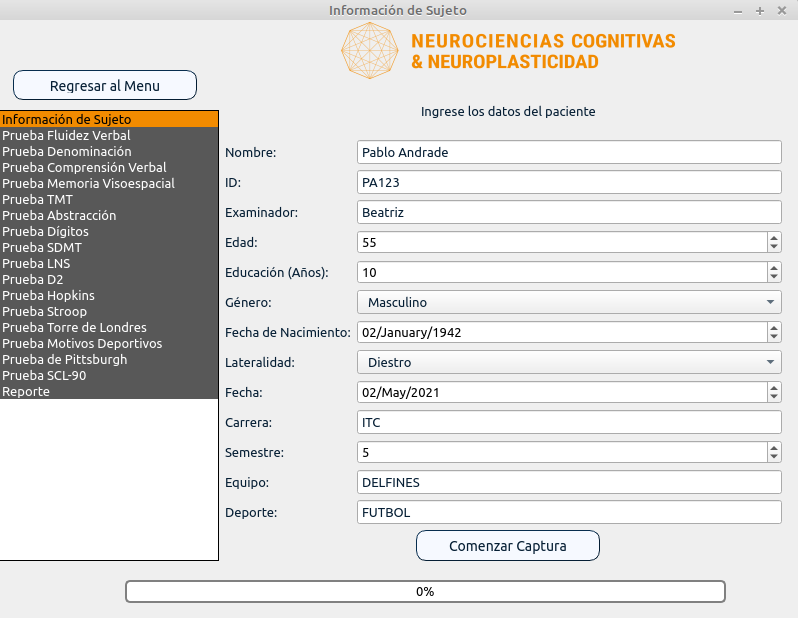 Información de Sujeto
NEUROCIENCIAS COGNITIVAS
& NEUROPLASTICIDAD
Regresar al Menu
Información de Sujeto
Prueba Fluidez Verbal
Prueba Denominación
Prueba Comprensión Verbal
Prueba Memoria Visoespacial
Prueba TMT
Prueba Abstracción
Prueba Dígitos
Prueba SDMT
Prueba LNS
Prueba D2
Prueba Hopkins
Prueba Stroop
Prueba Torre de Londres
Prueba Motivos Deportivos
Prueba de Pittsburgh
Prueba SCL-90
Reporte
Ingrese los datos del paciente
Nombre: Pablo Andrade
ID: PA123
Examinador: Beatriz
Edad: 55
Educación (Años): 10
Género: Masculino
Fecha de Nacimiento: 02/January/1942
Lateralidad: Diestro
Fecha: 02/May/2021
Carrera: ITC
Semestre: 5
Equipo: DELFINES
Deporte: FUTBOL
Comenzar Captura
0%